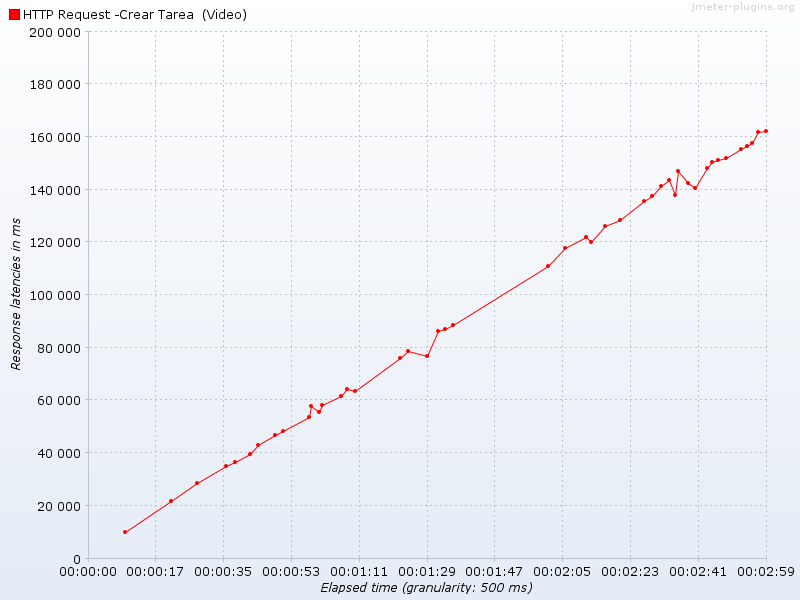 jmeter-plugins.org
HTTP Request -Crear Tarea  (Video)
200 000
180 000
160 000
140 000
120 000
100 000
80 000
60 000
40 000
20 000
0
Response latencies in ms
00:00:00 00:00:17 00:00:35 00:00:53 00:01:11 00:01:29 00:01:47 00:02:05 00:02:23 00:02:41 00:02:59
Elapsed time (granularity: 500 ms)